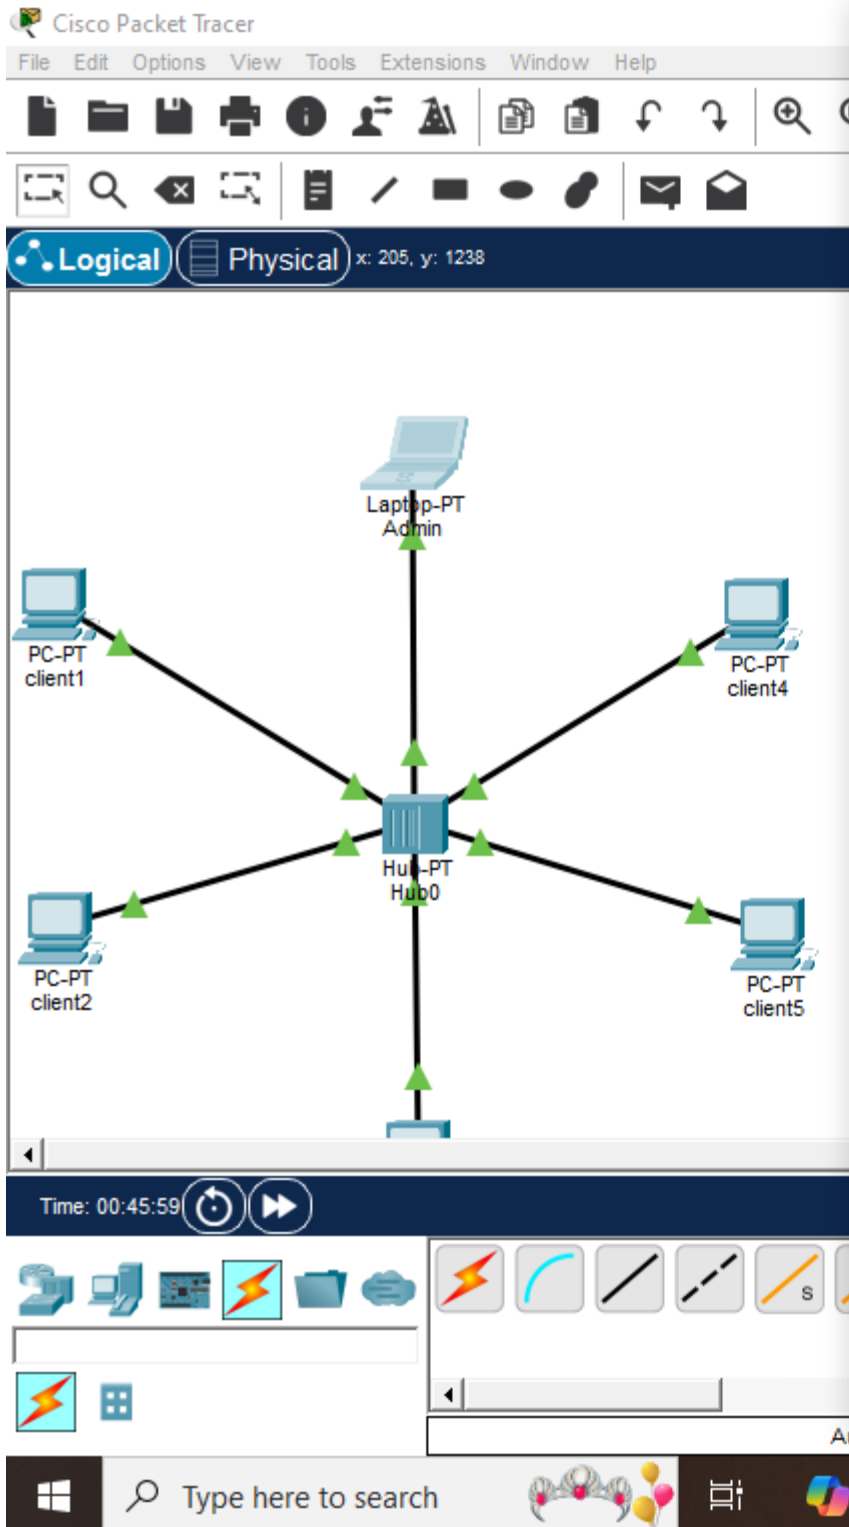 Cisco Packet Tracer
File Edit Options View Tools Extensions Window Help
Logical Physical x: 205, y: 1238
Laptop-PT
Admin
PC-PT
client1
PC-PT
client4
Hub-PT
Hub0
PC-PT
client2
PC-PT
client5
Time: 00:45:59
S
Type here to search